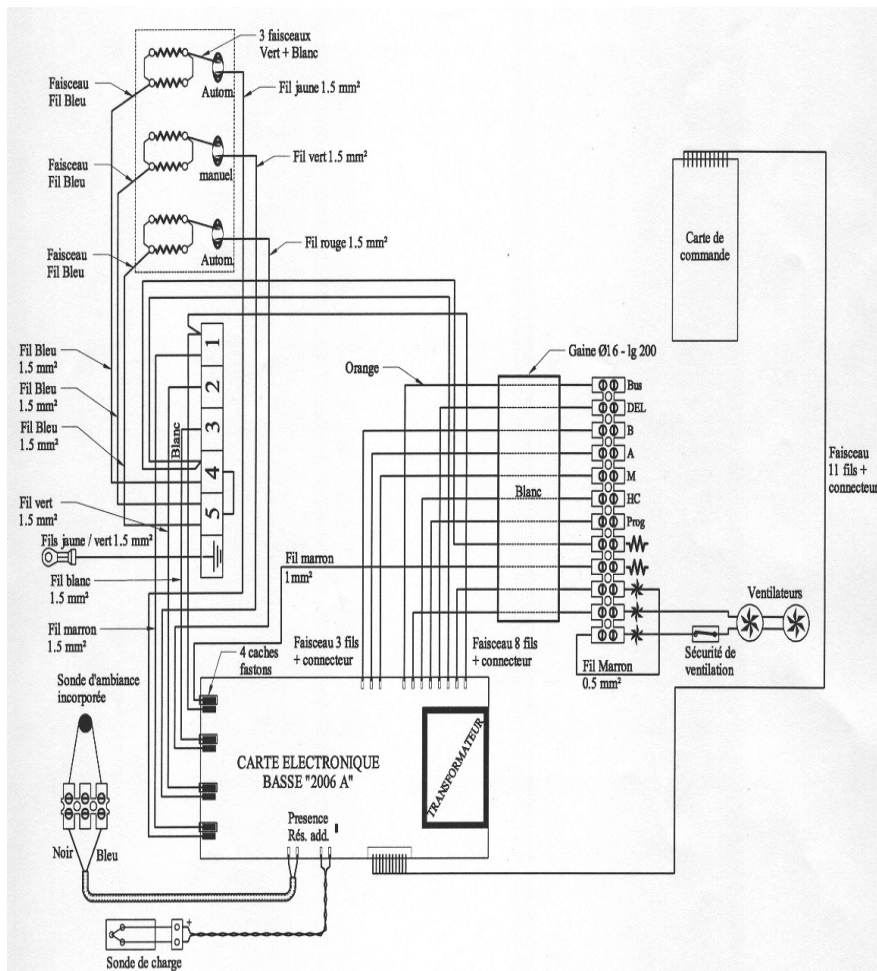 3 faisceaux
Vert + Blanc
Faisceau
Fil Bleu
Autom.
Fil jaune 1.5 mm²
Faisceau
Fil Bleu
manuel
Fil vert 1.5 mm²
Faisceau
Fil Bleu
Autom.
Fil rouge 1.5 mm²
Carte de
commande
Fil Bleu
1.5 mm²
Fil Bleu
1.5 mm²
Fil Bleu
1.5 mm²
1
2
3
4
5
Blanc
Orange
Gaine Ø16 - lg 200
Blanc
Bus
DEL
B
A
M
HC
Prog
Faisceau
11 fils +
connecteur
Fil vert
1.5 mm²
Fils jaune / vert 1.5 mm²
Fil blanc
1.5 mm²
Fil marron
1.5 mm²
Fil marron
1mm²
4 caches
fastons
Faisceau 3 fils
+ connecteur
Faisceau 8 fils
+ connecteur
Ventilateurs
Sécurité de
ventilation
Fil Marron
0.5 mm²
Sonde d'ambiance
incorporée
Noir
Bleu
CARTE ELECTRONIQUE
BASSE "2006 A"
TRANSFORMATEUR
Presence
Rés. add.
+
Sonde de charge